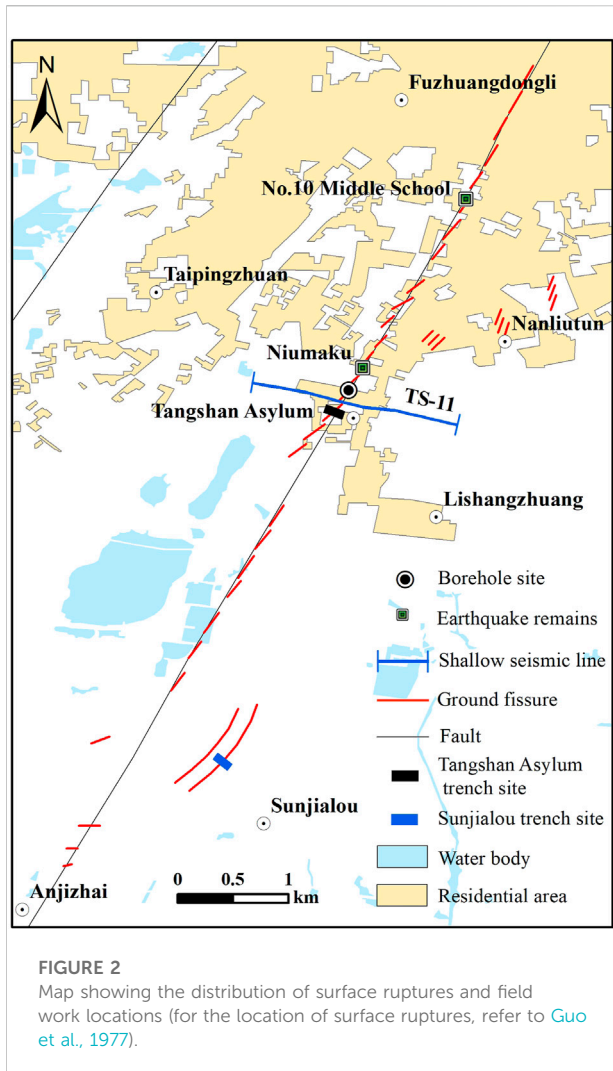 N
Fuzhuangdongli
No.10 Middle School
Taipingzhuan
Nanliutun
Niumaku
TS-11
Tangshan Asylum
Lishangzhuang
Borehole site
Earthquake remains
Shallow seismic line
Ground fissure
Fault
Tangshan Asylum
trench site
Sunjialou trench site
Water body
Residential area
Sunjialou
0 0.5 1
km
Anjizhai
FIGURE 2
Map showing the distribution of surface ruptures and field
work locations (for the location of surface ruptures, refer to Guo
et al., 1977).